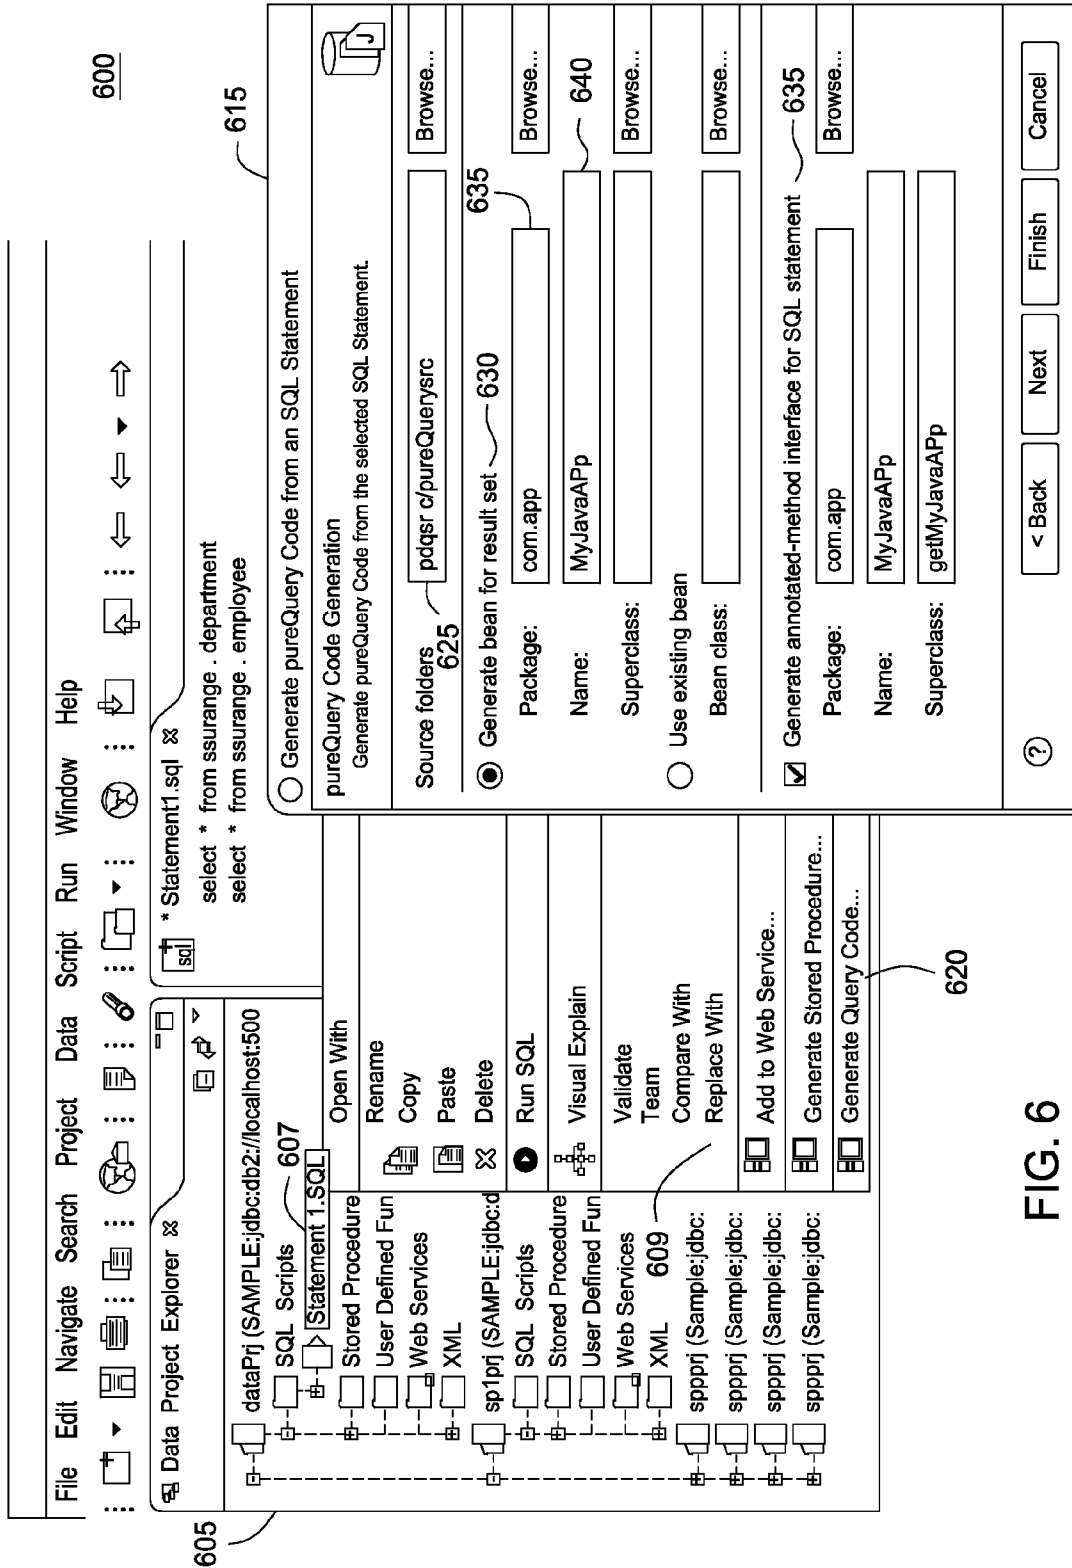 600
File Edit Navigate Search Project Data Script Run Window Help
Data Project Explorer
605
dataPrj (SAMPLE:jdbc:db2://localhost:500
SQL Scripts
607
Statement 1.SQL
Stored Procedure
User Defined Fun
Web Services
XML
sp1prj (SAMPLE:jdbc:d
SQL Scripts
Stored Procedure
User Defined Fun
Web Services
609
XML
sppprj (Sample:jdbc:
sppprj (Sample:jdbc:
sppprj (Sample:jdbc:
sppprj (Sample:jdbc:
sql
* Statement1.sql
select * from ssurange . department
select * from ssurange . employee
Open With
Rename
Copy
Paste
Delete
Run SQL
Visual Explain
Validate
Team
Compare With
Replace With
Add to Web Service...
Generate Stored Procedure...
Generate Query Code...
620
615
Generate pureQuery Code from an SQL Statement
pureQuery Code Generation
Generate pureQuery Code from the selected SQL Statement.
J
Source folders pdqsr c/pureQuerysrc Browse...
625
Generate bean for result set 630
635
Package: com.app Browse...
Name: MyJavaAPp 640
Superclass: Browse...
Use existing bean
Bean class: Browse...
Generate annotated-method interface for SQL statement 635
Package: com.app Browse...
Name: MyJavaAPp
Superclass: getMyJavaAPp
? < Back Next Finish Cancel
FIG. 6